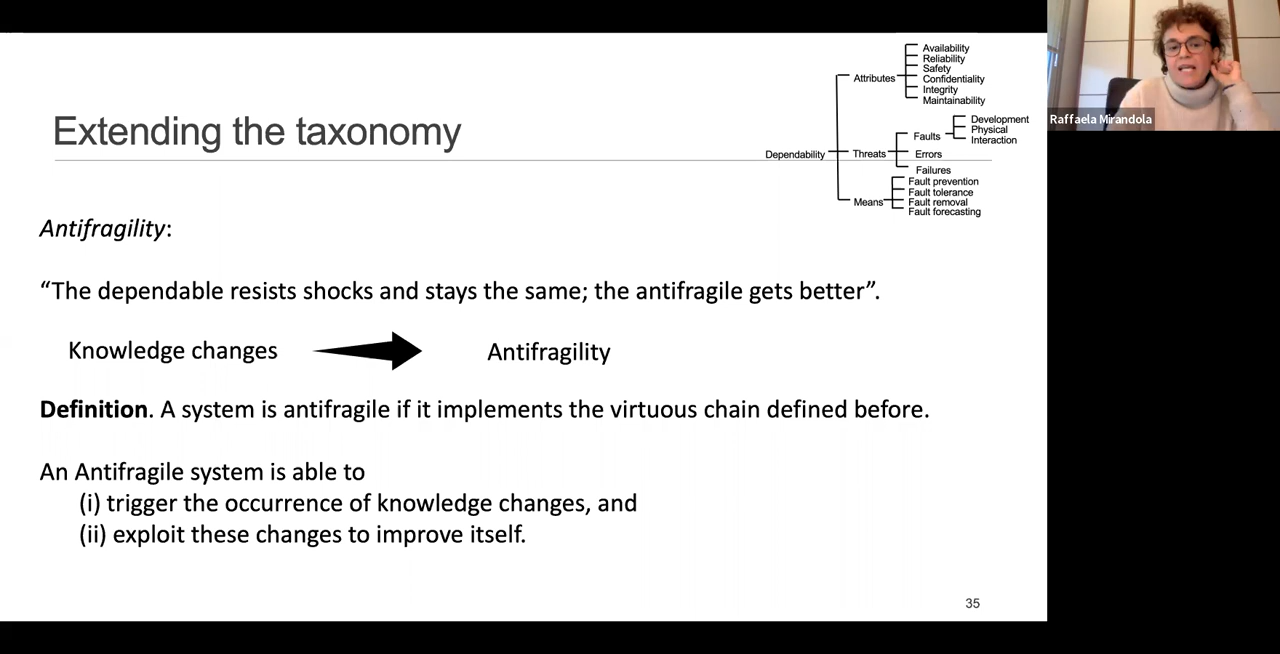 Extending the taxonomy
Dependability
Attributes
Availability
Reliability
Safety
Confidentiality
Integrity
Maintainability
Threats
Faults
Development
Physical
Interaction
Errors
Failures
Means
Fault prevention
Fault tolerance
Fault removal
Fault forecasting
Raffaela Mirandola
Antifragility:
“The dependable resists shocks and stays the same; the antifragile gets better”.
Knowledge changes
Antifragility
Definition. A system is antifragile if it implements the virtuous chain defined before.
An Antifragile system is able to
(i) trigger the occurrence of knowledge changes, and
(ii) exploit these changes to improve itself.
35